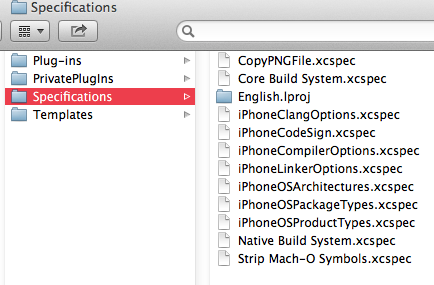 Specifications
Plug-ins
PrivatePlugIns
Specifications
Templates
CopyPNGFile.xcspec
Core Build System.xcspec
English.lproj
iPhoneClangOptions.xcspec
iPhoneCodeSign.xcspec
iPhoneCompilerOptions.xcspec
iPhoneLinkerOptions.xcspec
iPhoneOSArchitectures.xcspec
iPhoneOSPackageTypes.xcspec
iPhoneOSProductTypes.xcspec
Native Build System.xcspec
Strip Mach-O Symbols.xcspec